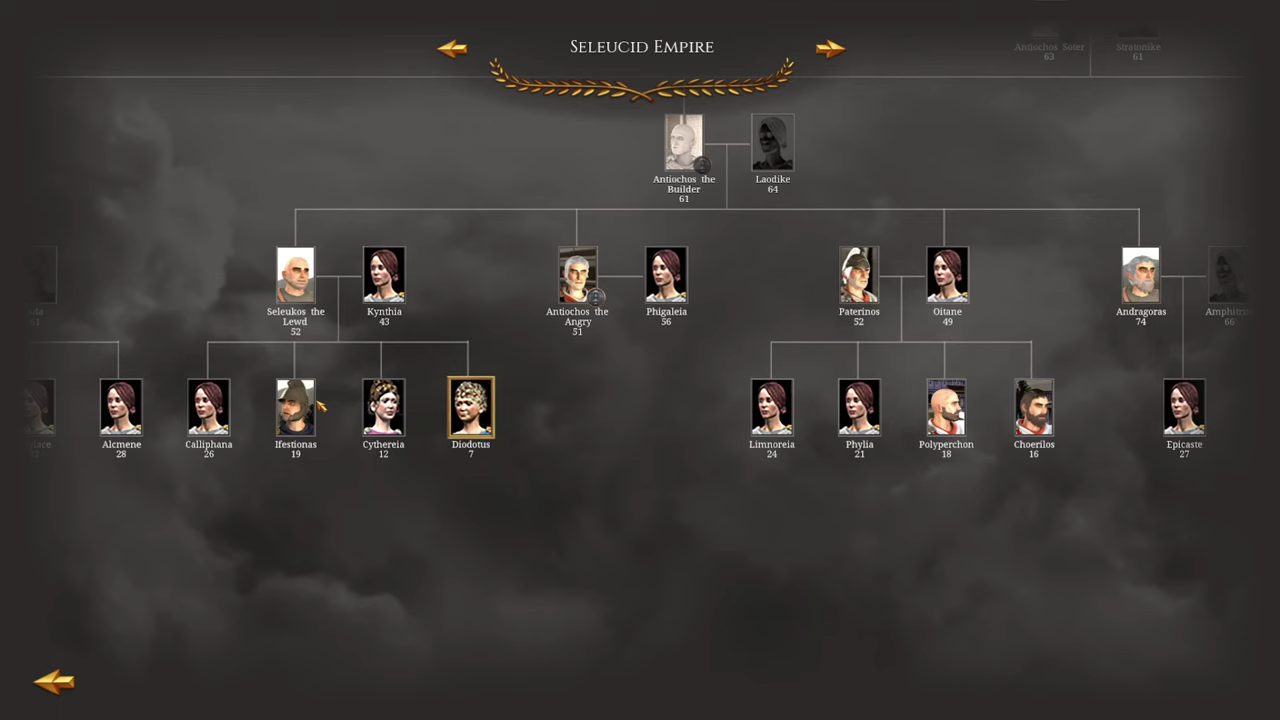 Seleucid Empire
Antiochos Soter
63
Stratonike
61
Antiochos the
Builder
61
Laodike
64
Seleukos the
Lewd
52
Kynthia
43
Antiochos the
Angry
51
Phigaleia
56
Paterinos
52
Oitane
49
Andragoras
74
66
Alcmene
28
Calliphana
26
Ifestionas
19
Cythereia
12
Diodotus
7
Limnoreia
24
Phylia
21
Polyperchon
18
Choerilos
16
Epicaste
27